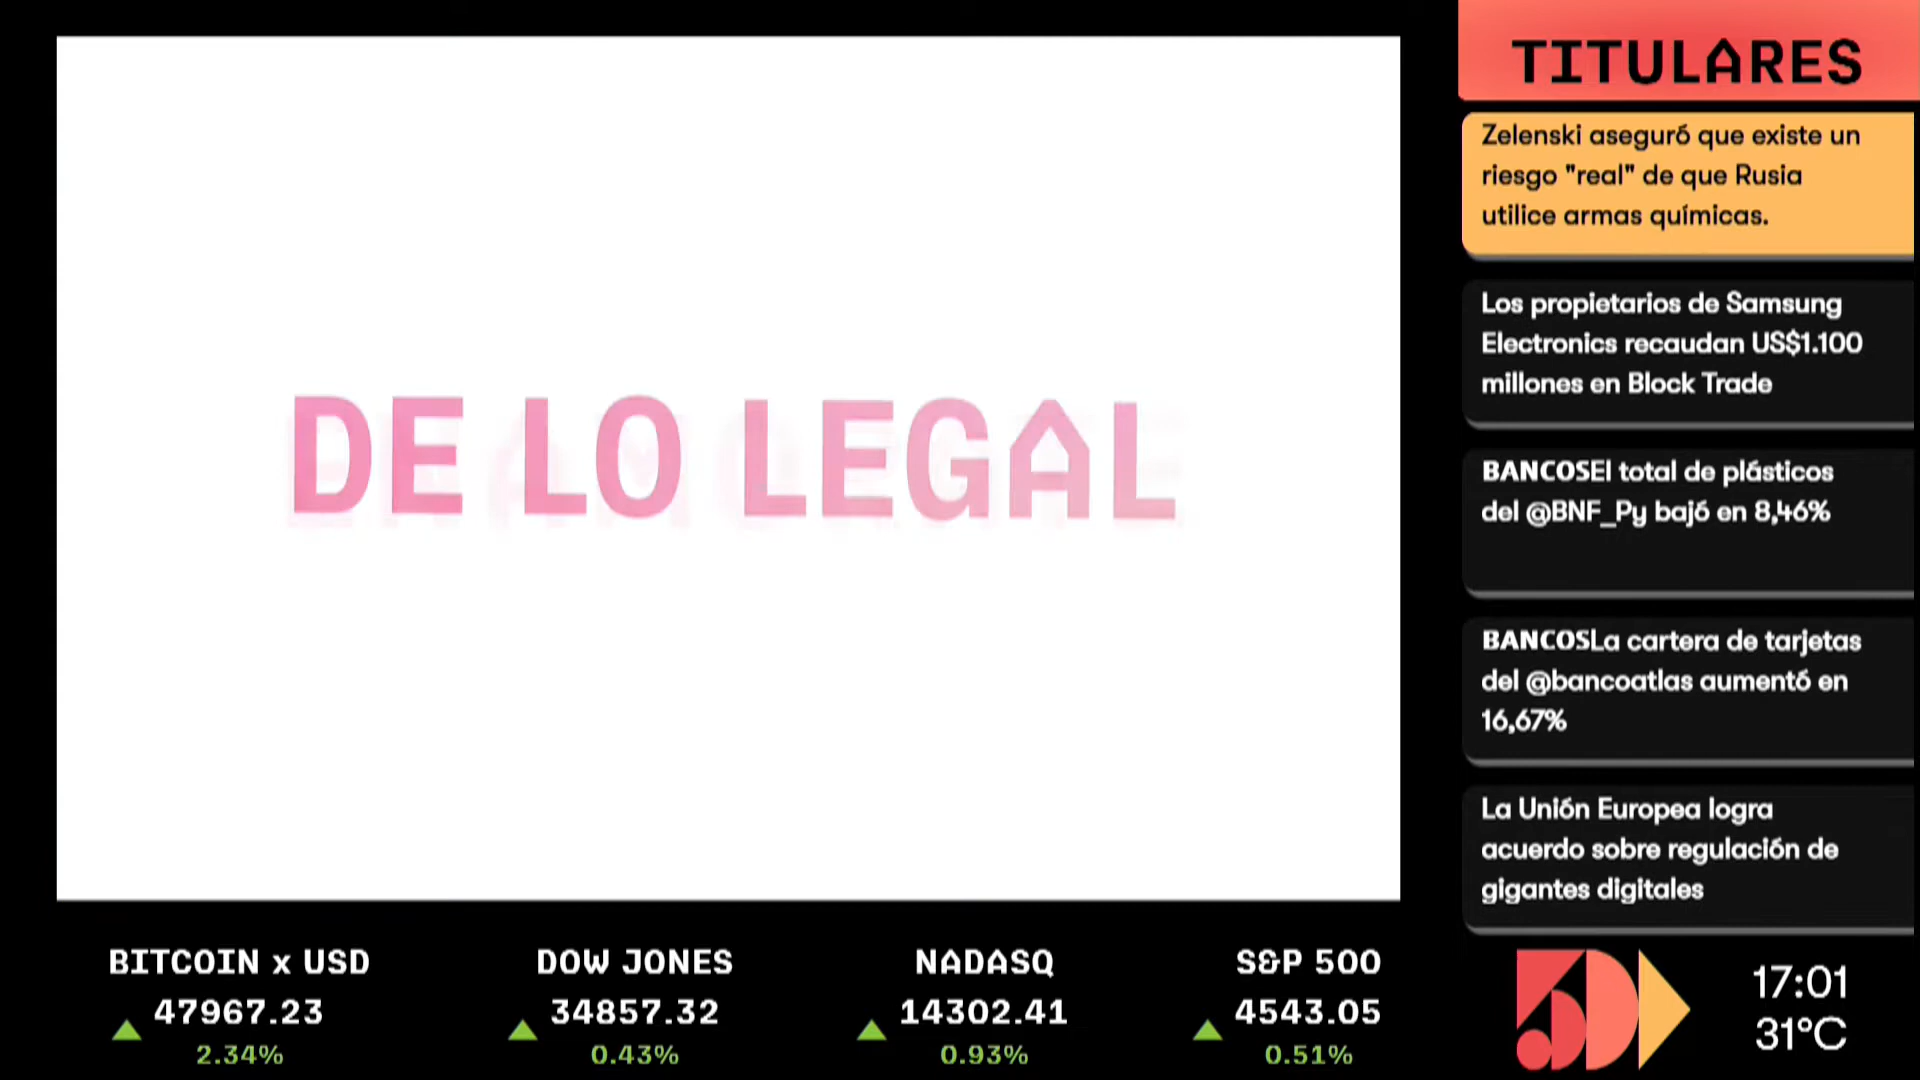 DE LO LEGAL
TITULARES
Zelenski aseguró que existe un
riesgo "real" de que Rusia
utilice armas químicas.
Los propietarios de Samsung
Electronics recaudan US$1.100
millones en Block Trade
BANCOSEl total de plásticos
del @BNF_Py bajó en 8,46%
BANCOSLa cartera de tarjetas
del @bancoatlas aumentó en
16,67%
La Unión Europea logra
acuerdo sobre regulación de
gigantes digitales
BITCOIN x USD
47967.23
2.34%
DOW JONES
34857.32
0.43%
NADASQ
14302.41
0.93%
S&P 500
4543.05
0.51%
5D
17:01
31°C